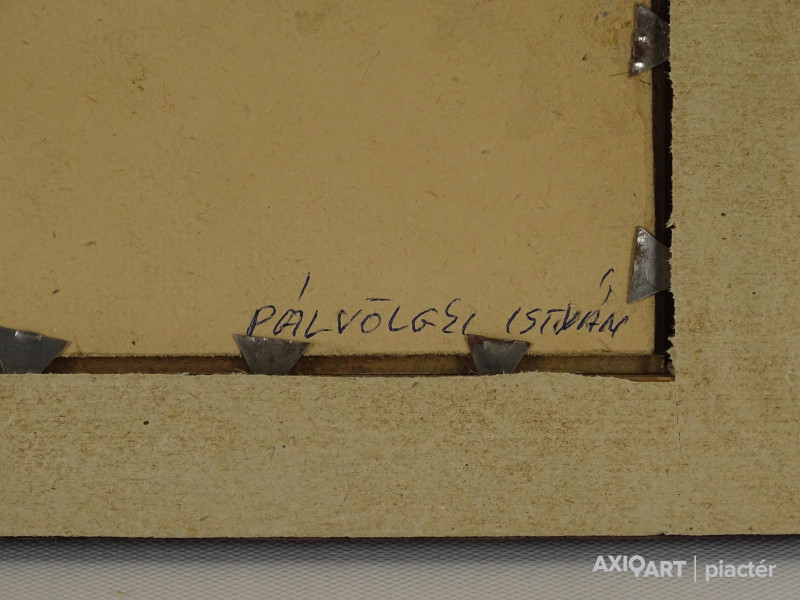 PÁLVÖLGYI ISTVÁN
AXIOART | piactér